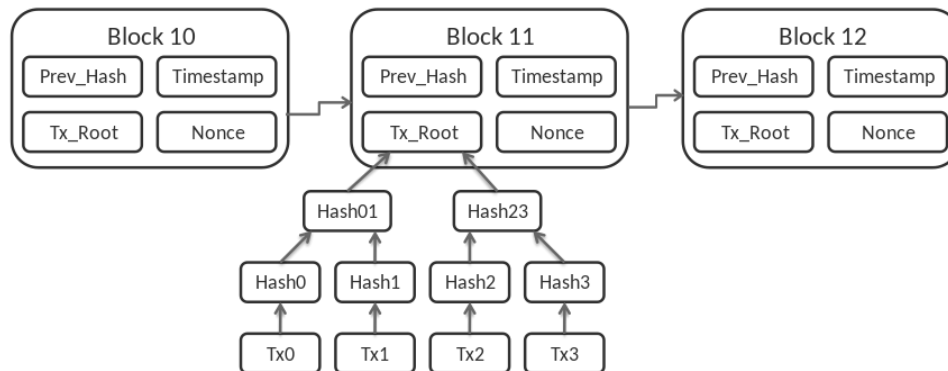 Block 10
Block 11
Block 12
Prev_Hash Timestamp
Prev_Hash Timestamp
Prev_Hash Timestamp
Tx_Root Nonce
Tx_Root Nonce
Tx_Root Nonce
Hash01 Hash23
Hash0 Hash1 Hash2 Hash3
Tx0 Tx1 Tx2 Tx3